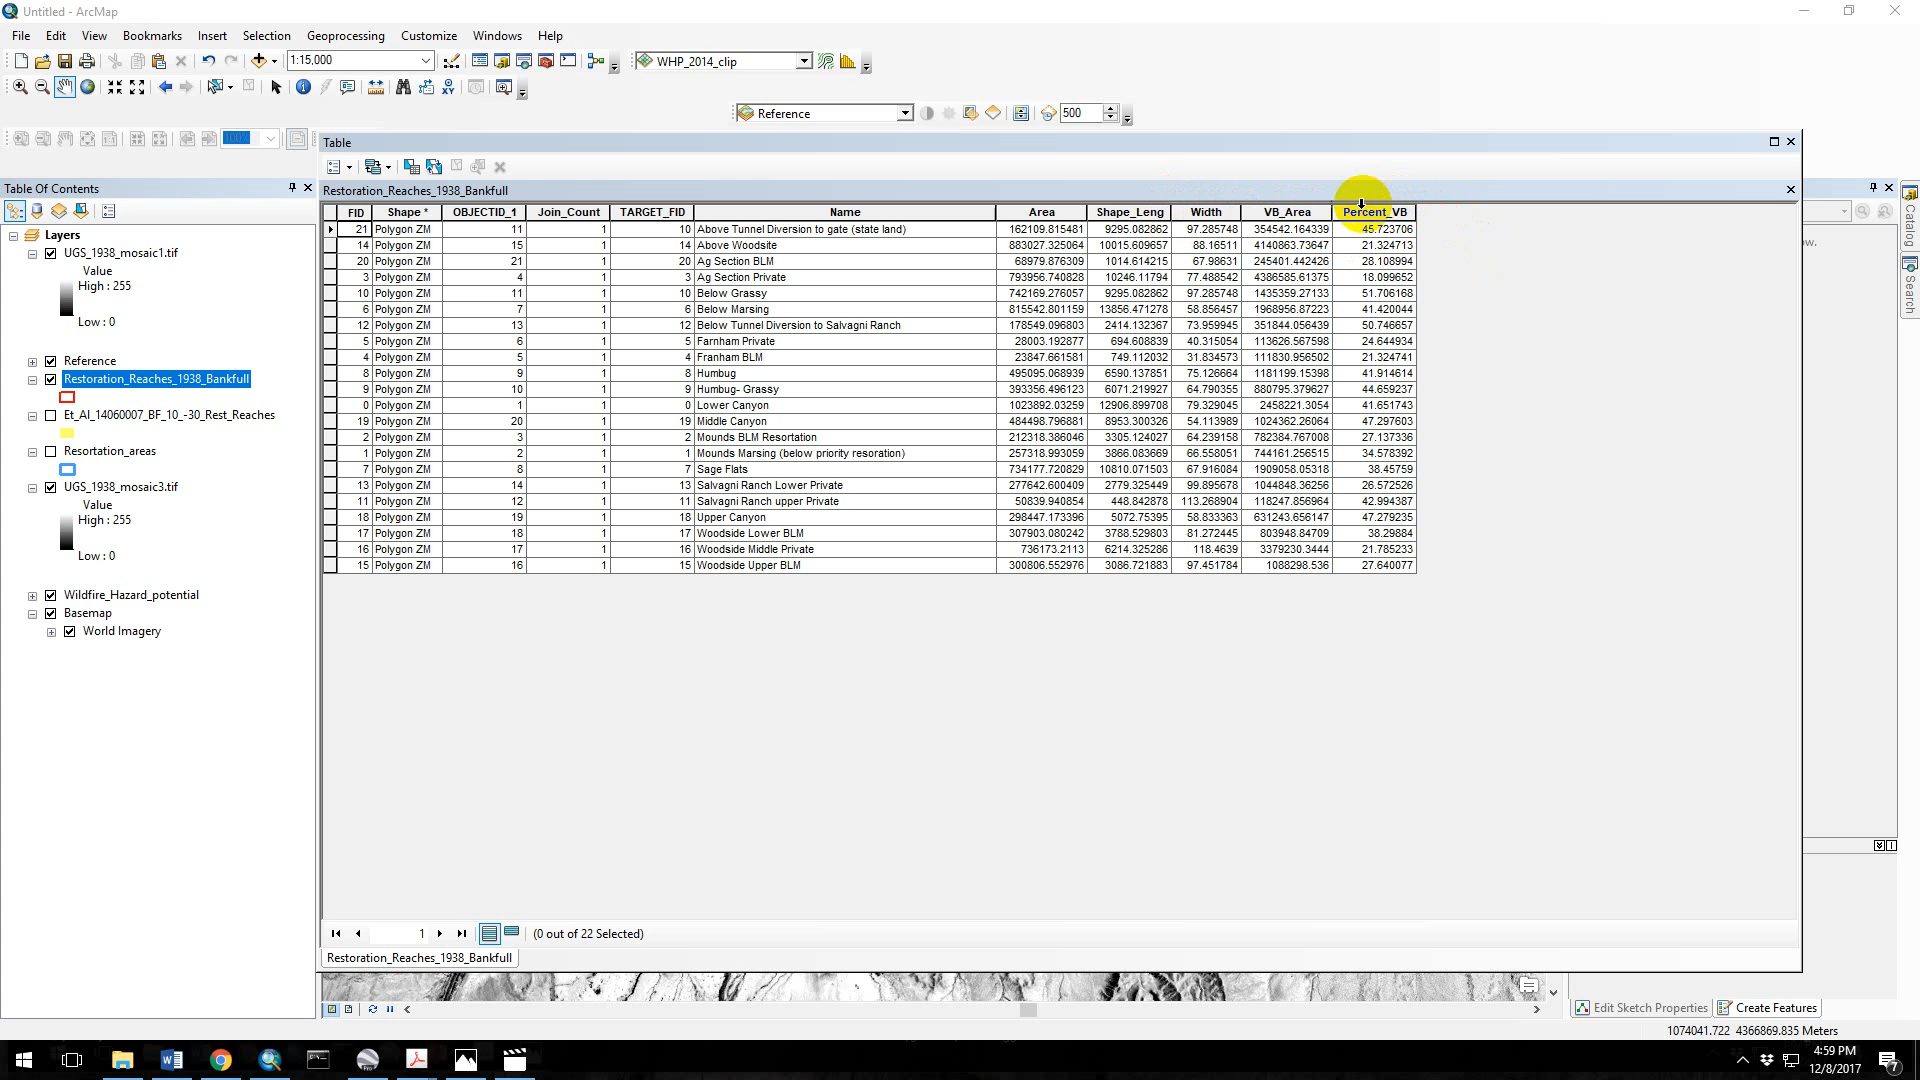 Untitled - ArcMap
File Edit View Bookmarks Insert Selection Geoprocessing Customize Windows Help
1:15,000 WHP_2014_clip
Reference 500
100%
Table
Table Of Contents
Restoration_Reaches_1938_Bankfull
Layers
UGS_1938_mosaic1.tif
Value
High : 255
Low : 0
Reference
Restoration_Reaches_1938_Bankfull
Et_Al_14060007_BF_10_-30_Rest_Reaches
Resortation_areas
UGS_1938_mosaic3.tif
Value
High : 255
Low : 0
Wildfire_Hazard_potential
Basemap
World Imagery
FID Shape * OBJECTID_1 Join_Count TARGET_FID Name Area Shape_Leng Width VB_Area Percent_VB
21 Polygon ZM 11 1 10 Above Tunnel Diversion to gate (state land) 162109.815481 9295.082862 97.285748 354542.164339 45.723706
14 Polygon ZM 15 1 14 Above Woodsite 883027.325064 10015.609657 88.16511 4140863.73647 21.324713
20 Polygon ZM 21 1 20 Ag Section BLM 68979.876309 1014.614215 67.98631 245401.442426 28.108994
3 Polygon ZM 4 1 3 Ag Section Private 793956.740828 10246.11794 77.488542 4386585.61375 18.099652
10 Polygon ZM 11 1 10 Below Grassy 742169.276057 9295.082862 97.285748 1435359.27133 51.706168
6 Polygon ZM 7 1 6 Below Marsing 815542.801159 13856.471278 58.856457 1968956.87223 41.420044
12 Polygon ZM 13 1 12 Below Tunnel Diversion to Salvagni Ranch 178549.096803 2414.132367 73.959945 351844.056439 50.746657
5 Polygon ZM 6 1 5 Farnham Private 28003.192877 694.608839 40.315054 113626.567598 24.644934
4 Polygon ZM 5 1 4 Franham BLM 23847.661581 749.112032 31.834573 111830.956502 21.324741
8 Polygon ZM 9 1 8 Humbug 495095.068939 6590.137851 75.126664 1181199.15398 41.914614
9 Polygon ZM 10 1 9 Humbug- Grassy 393356.496123 6071.219927 64.790355 880795.379627 44.659237
0 Polygon ZM 1 1 0 Lower Canyon 1023892.03259 12906.899708 79.329045 2458221.3054 41.651743
19 Polygon ZM 20 1 19 Middle Canyon 484498.796881 8953.300326 54.113989 1024362.26064 47.297603
2 Polygon ZM 3 1 2 Mounds BLM Resortation 212318.386046 3305.124027 64.239158 782384.767008 27.137336
1 Polygon ZM 2 1 1 Mounds Marsing (below priority resoration) 257318.993059 3866.083669 66.558051 744161.256515 34.578392
7 Polygon ZM 8 1 7 Sage Flats 734177.720829 10810.071503 67.916084 1909058.05318 38.45759
13 Polygon ZM 14 1 13 Salvagni Ranch Lower Private 277642.600409 2779.325449 99.895678 1044848.36256 26.572526
11 Polygon ZM 12 1 11 Salvagni Ranch upper Private 50839.940854 448.842878 113.268904 118247.856964 42.994387
18 Polygon ZM 19 1 18 Upper Canyon 298447.173396 5072.75395 58.833363 631243.656147 47.279235
17 Polygon ZM 18 1 17 Woodside Lower BLM 307903.080242 3788.529803 81.272445 803948.84709 38.29884
16 Polygon ZM 17 1 16 Woodside Middle Private 736173.2113 6214.325286 118.4639 3379230.3444 21.785233
15 Polygon ZM 16 1 15 Woodside Upper BLM 300806.552976 3086.721883 97.451784 1088298.536 27.640077
1 (0 out of 22 Selected)
Restoration_Reaches_1938_Bankfull
Catalog
Search
Edit Sketch Properties Create Features
1074041.722 4366869.835 Meters
4:59 PM
12/8/2017
7